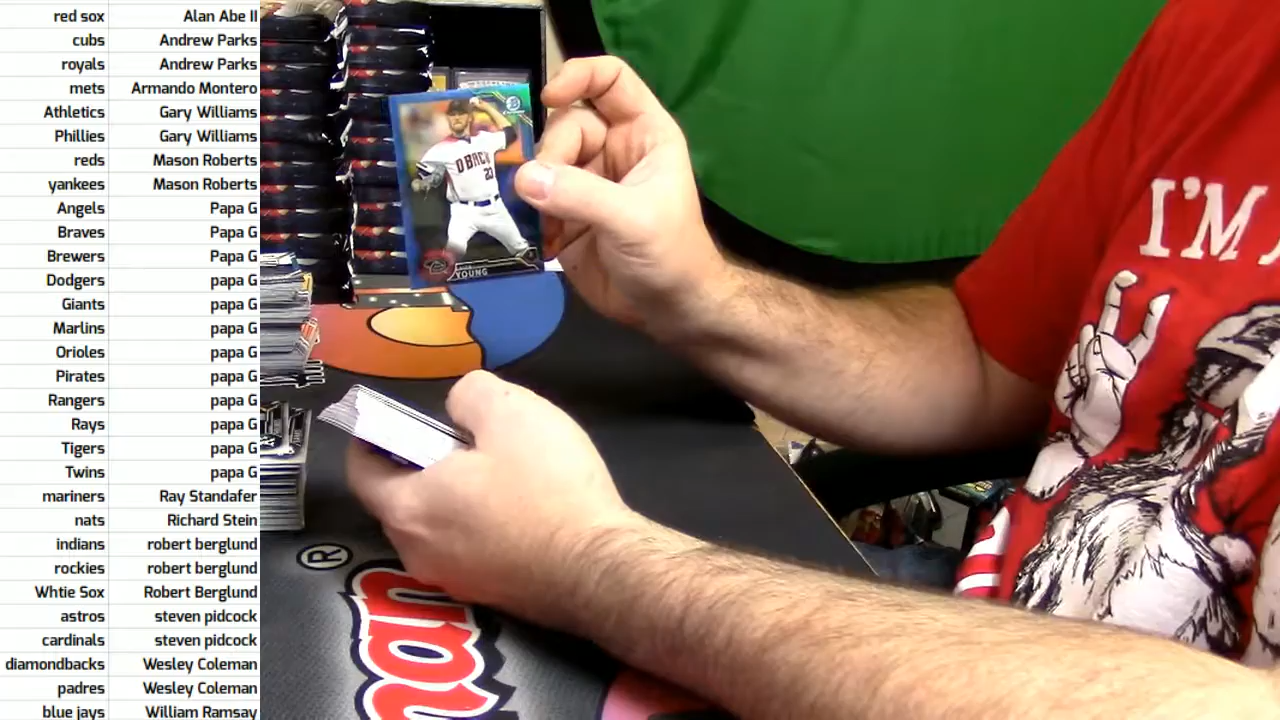 red sox Alan Abe II
cubs Andrew Parks
royals Andrew Parks
mets Armando Montero
Athletics Gary Williams
Phillies Gary Williams
reds Mason Roberts
yankees Mason Roberts
Angels Papa G
Braves Papa G
Brewers Papa G
Dodgers papa G
Giants papa G
Marlins papa G
Orioles papa G
Pirates papa G
Rangers papa G
Rays papa G
Tigers papa G
Twins papa G
mariners Ray Standafer
nats Richard Stein
indians robert berglund
rockies robert berglund
Whtie Sox Robert Berglund
astros steven pidcock
cardinals steven pidcock
diamondbacks Wesley Coleman
padres Wesley Coleman
blue jays William Ramsay
YOUNG
I'M
®